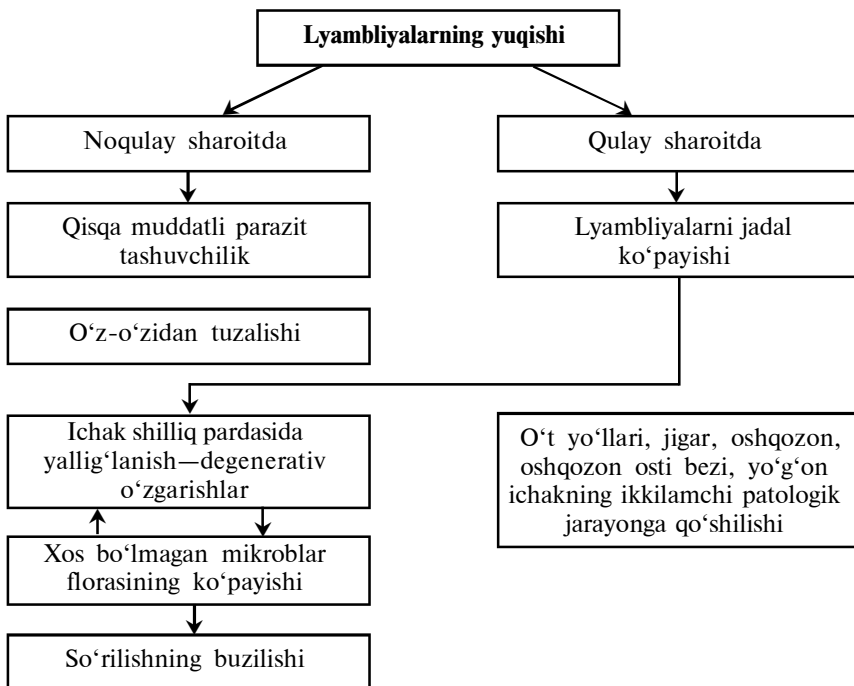 Lyambliyalarning yuqishi
Noqulay sharoitda
Qulay sharoitda
Qisqa muddatli parazit
tashuvchilik
Lyambliyalarni jadal
ko‘payishi
O‘z-o‘zidan tuzalishi
Ichak shilliq pardasida
yallig‘lanish—degenerativ
o‘zgarishlar
O‘t yo‘llari, jigar, oshqozon,
oshqozon osti bezi, yo‘g‘on
ichakning ikkilamchi patologik
jarayonga qo‘shilishi
Xos bo‘lmagan mikroblar
florasining ko‘payishi
So‘rilishning buzilishi